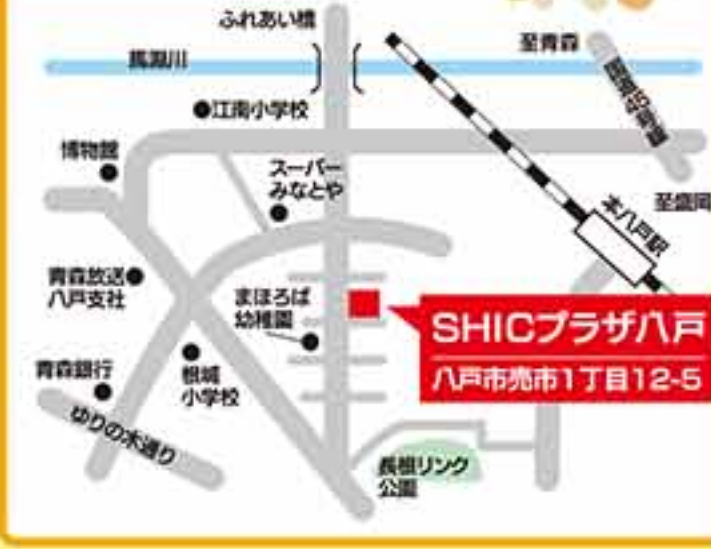 ふれあい橋
至青森
馬淵川
国道45号線
江南小学校
博物館
スーパー
みなとや
至盛岡
本八戸駅
青森放送
八戸支社
まほろば
幼稚園
SHICプラザ八戸
八戸市売市1丁目12-5
青森銀行
根城
小学校
ゆりの木通り
長根リンク
公園